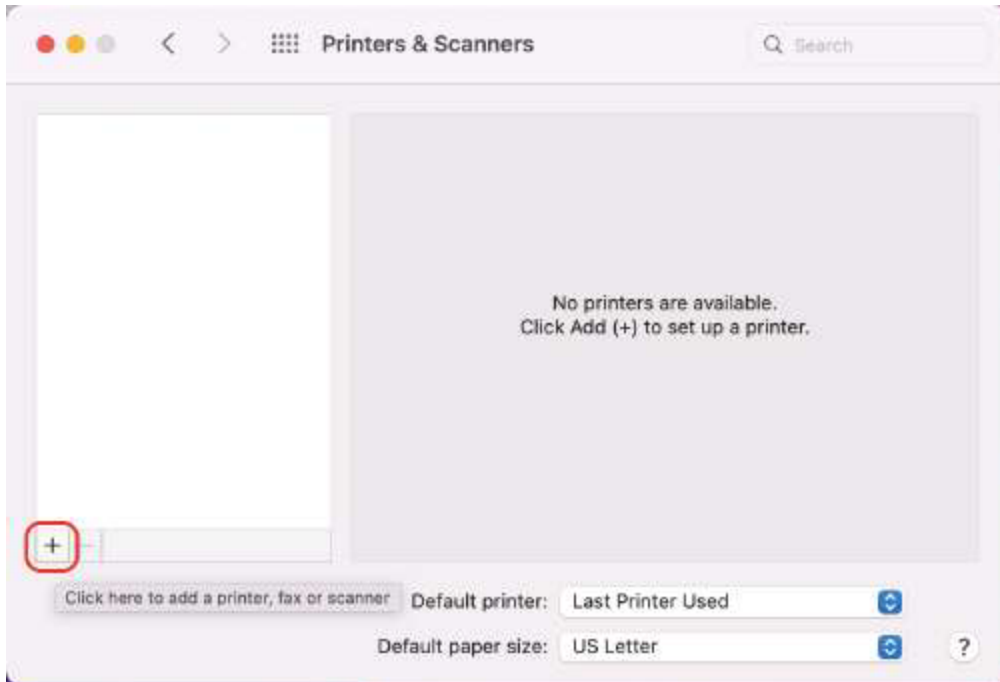 Printers & Scanners
Search
No printers are available.
Click Add (+) to set up a printer.
+ −
Click here to add a printer, fax or scanner
Default printer: Last Printer Used
Default paper size: US Letter
?